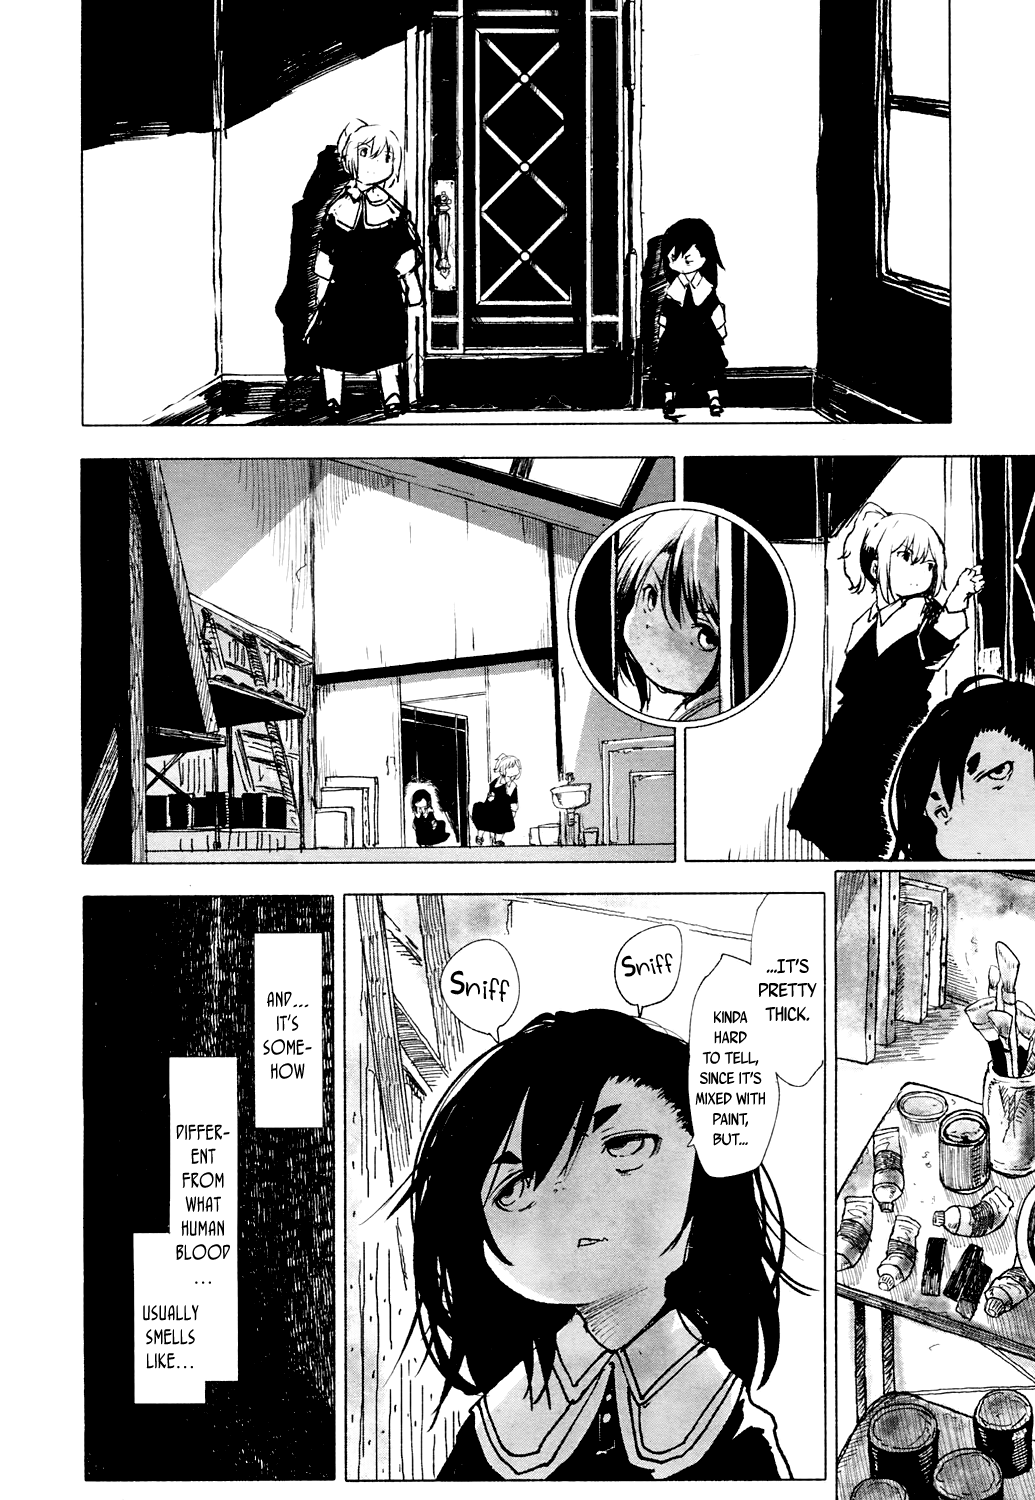 ...IT'S
PRETTY
THICK.
KINDA
HARD
TO TELL,
SINCE IT'S
MIXED WITH
PAINT,
BUT...
Sniff
Sniff
AND...
IT'S
SOME-
HOW
DIFFER-
ENT
FROM
WHAT
HUMAN
BLOOD
...
USUALLY
SMELLS
LIKE...